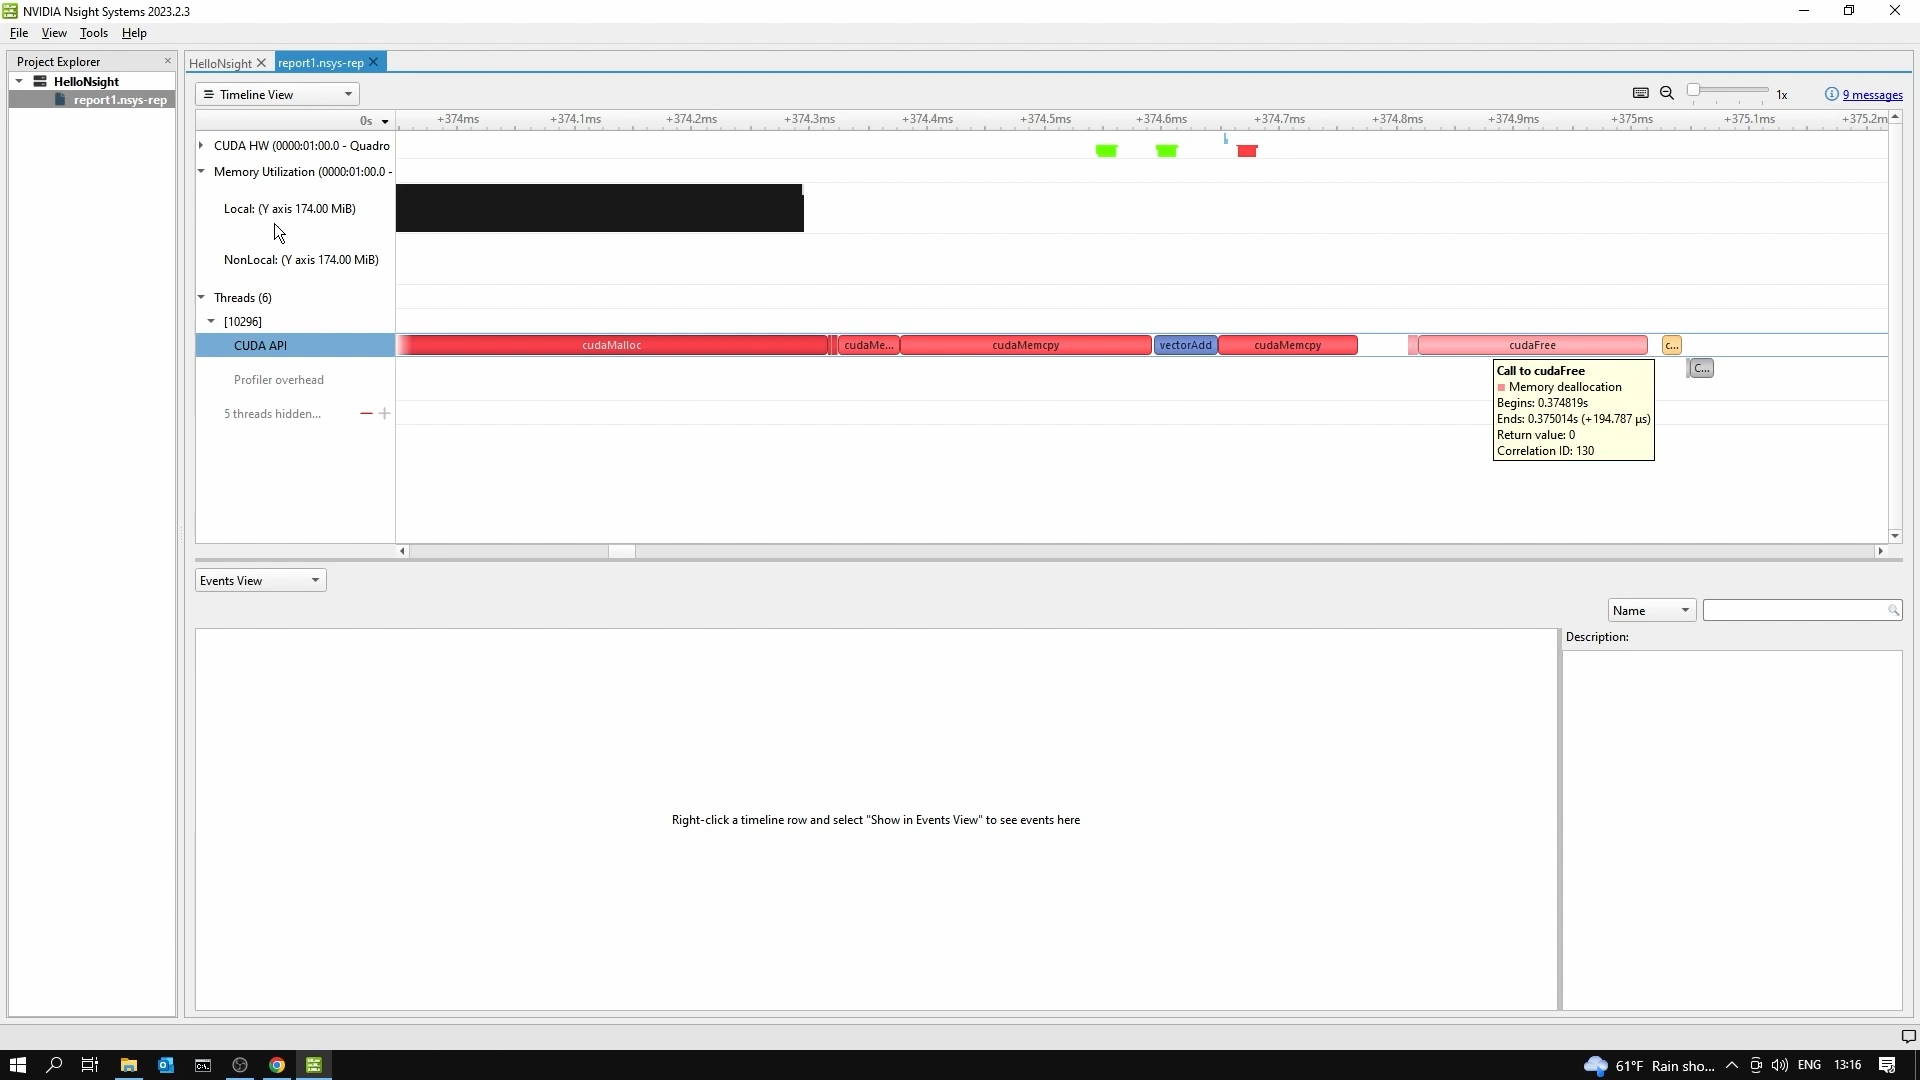 NVIDIA Nsight Systems 2023.2.3
File View Tools Help
Project Explorer
HelloNsight
report1.nsys-rep
HelloNsight
report1.nsys-rep
Timeline View
1x
9 messages
0s
+374ms +374.1ms +374.2ms +374.3ms +374.4ms +374.5ms +374.6ms +374.7ms +374.8ms +374.9ms +375ms +375.1ms +375.2m
CUDA HW (0000:01:00.0 - Quadro
Memory Utilization (0000:01:00.0 -
Local: (Y axis 174.00 MiB)
NonLocal: (Y axis 174.00 MiB)
Threads (6)
[10296]
CUDA API
cudaMalloc cudaMe... cudaMemcpy vectorAdd cudaMemcpy cudaFree c...
C...
Profiler overhead
5 threads hidden...
Call to cudaFree
Memory deallocation
Begins: 0.374819s
Ends: 0.375014s (+194.787 μs)
Return value: 0
Correlation ID: 130
Events View
Name
Description:
Right-click a timeline row and select "Show in Events View" to see events here
61°F Rain sho... ENG 13:16